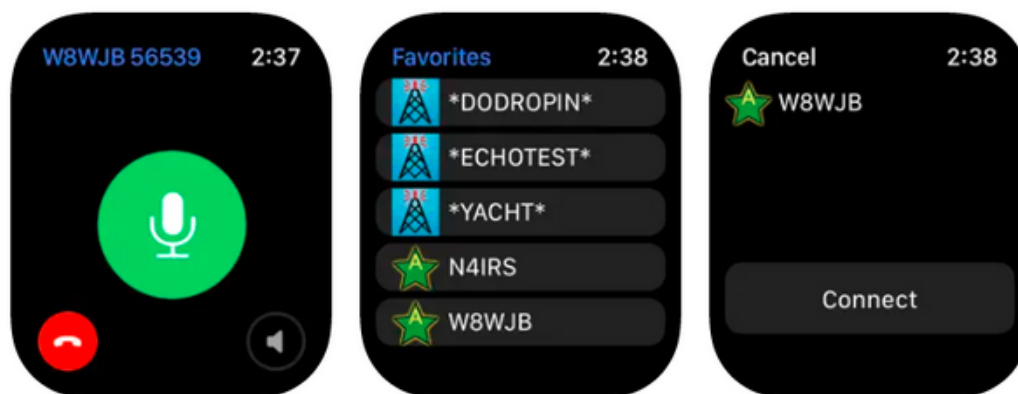 W8WJB 56539 2:37
Favorites 2:38
*DODROPIN*
*ECHOTEST*
*YACHT*
A N4IRS
A W8WJB
Cancel 2:38
A W8WJB
Connect